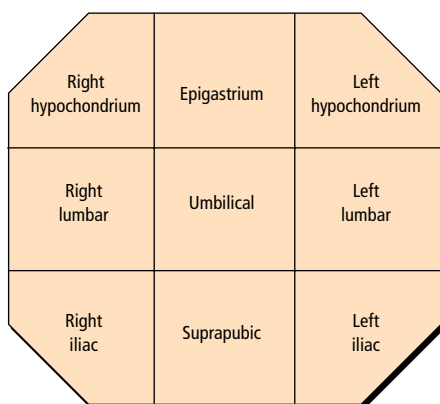 Right
hypochondrium
Epigastrium
Left
hypochondrium
Right
lumbar
Umbilical
Left
lumbar
Right
iliac
Suprapubic
Left
iliac